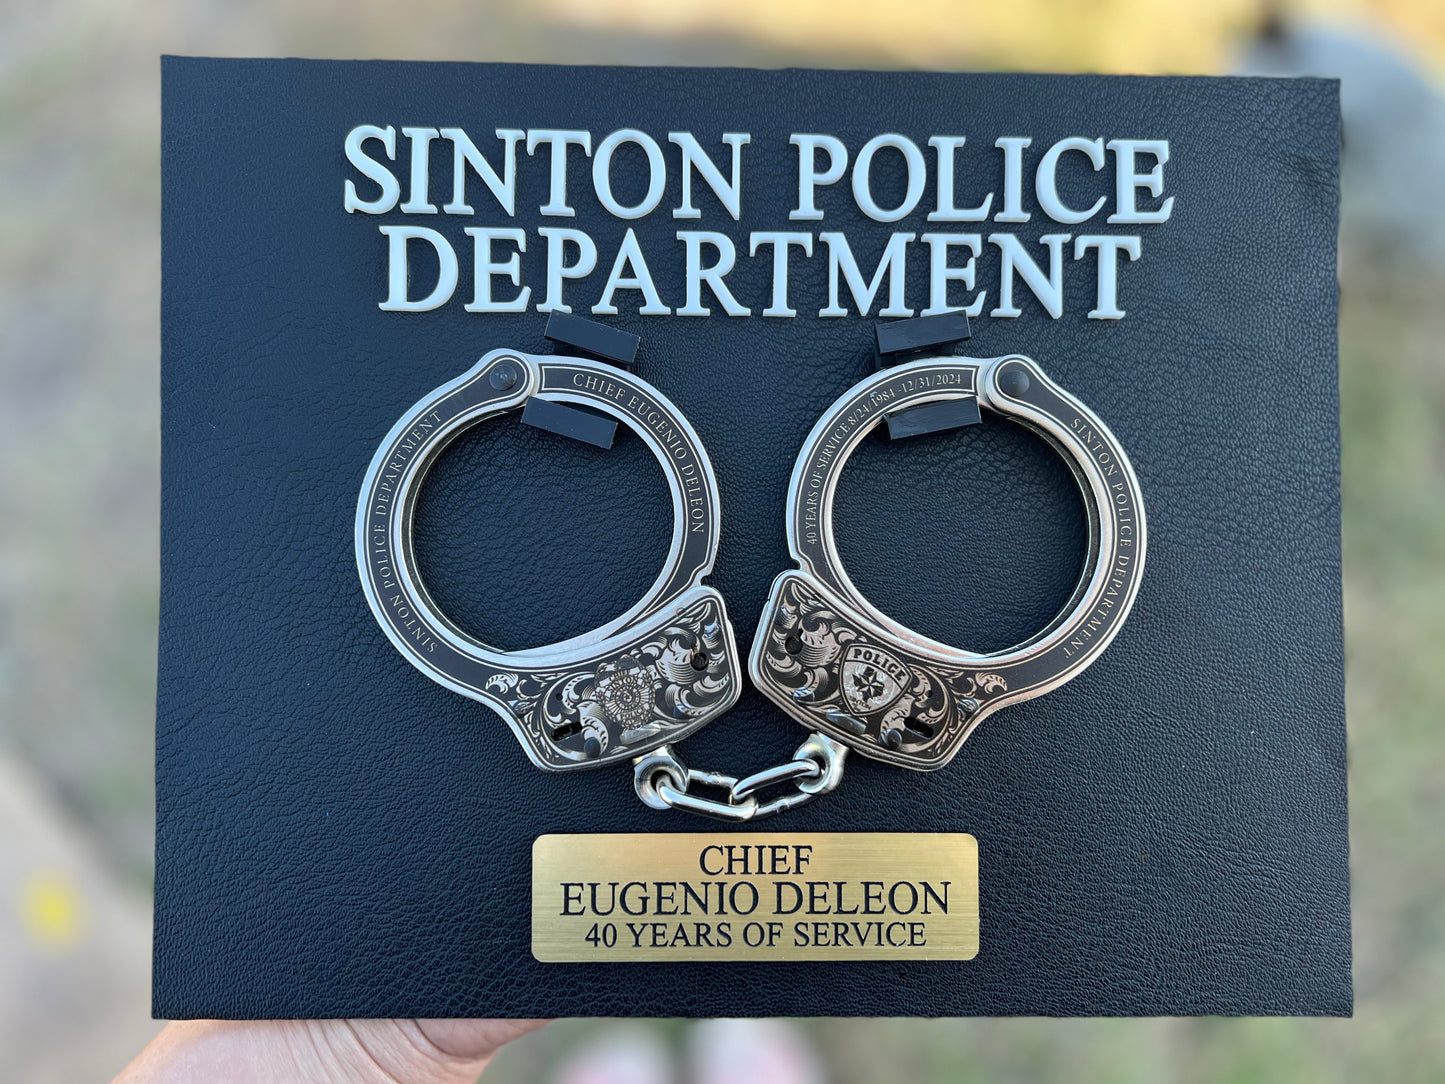 SINTON POLICE
DEPARTMENT
SINTON POLICE DEPARTMENT
CHIEF EUGENIO DELEON
40 YEARS OF SERVICE 8/24/1984 -12/31/2024
SINTON POLICE DEPARTMENT
POLICE
CHIEF
EUGENIO DELEON
40 YEARS OF SERVICE